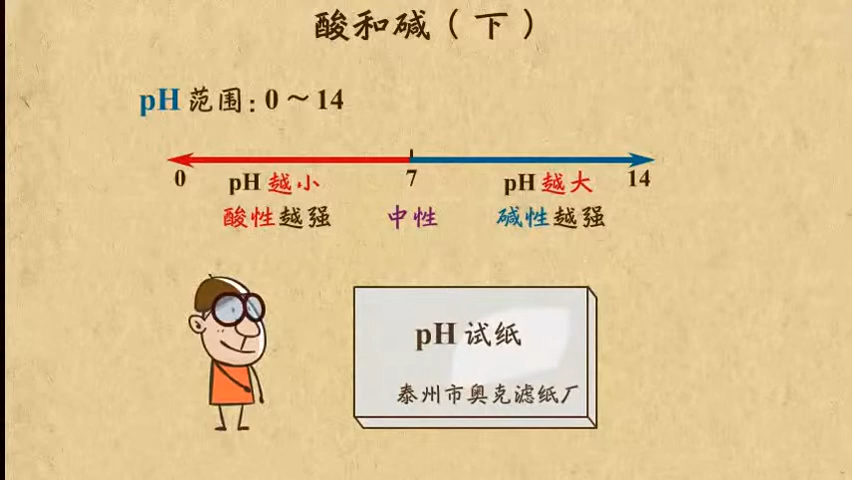 酸和碱（下）
pH 范围：0～14
0 pH 越小 7 pH 越大 14
酸性越强 中性 碱性越强
pH 试纸
泰州市奥克滤纸厂